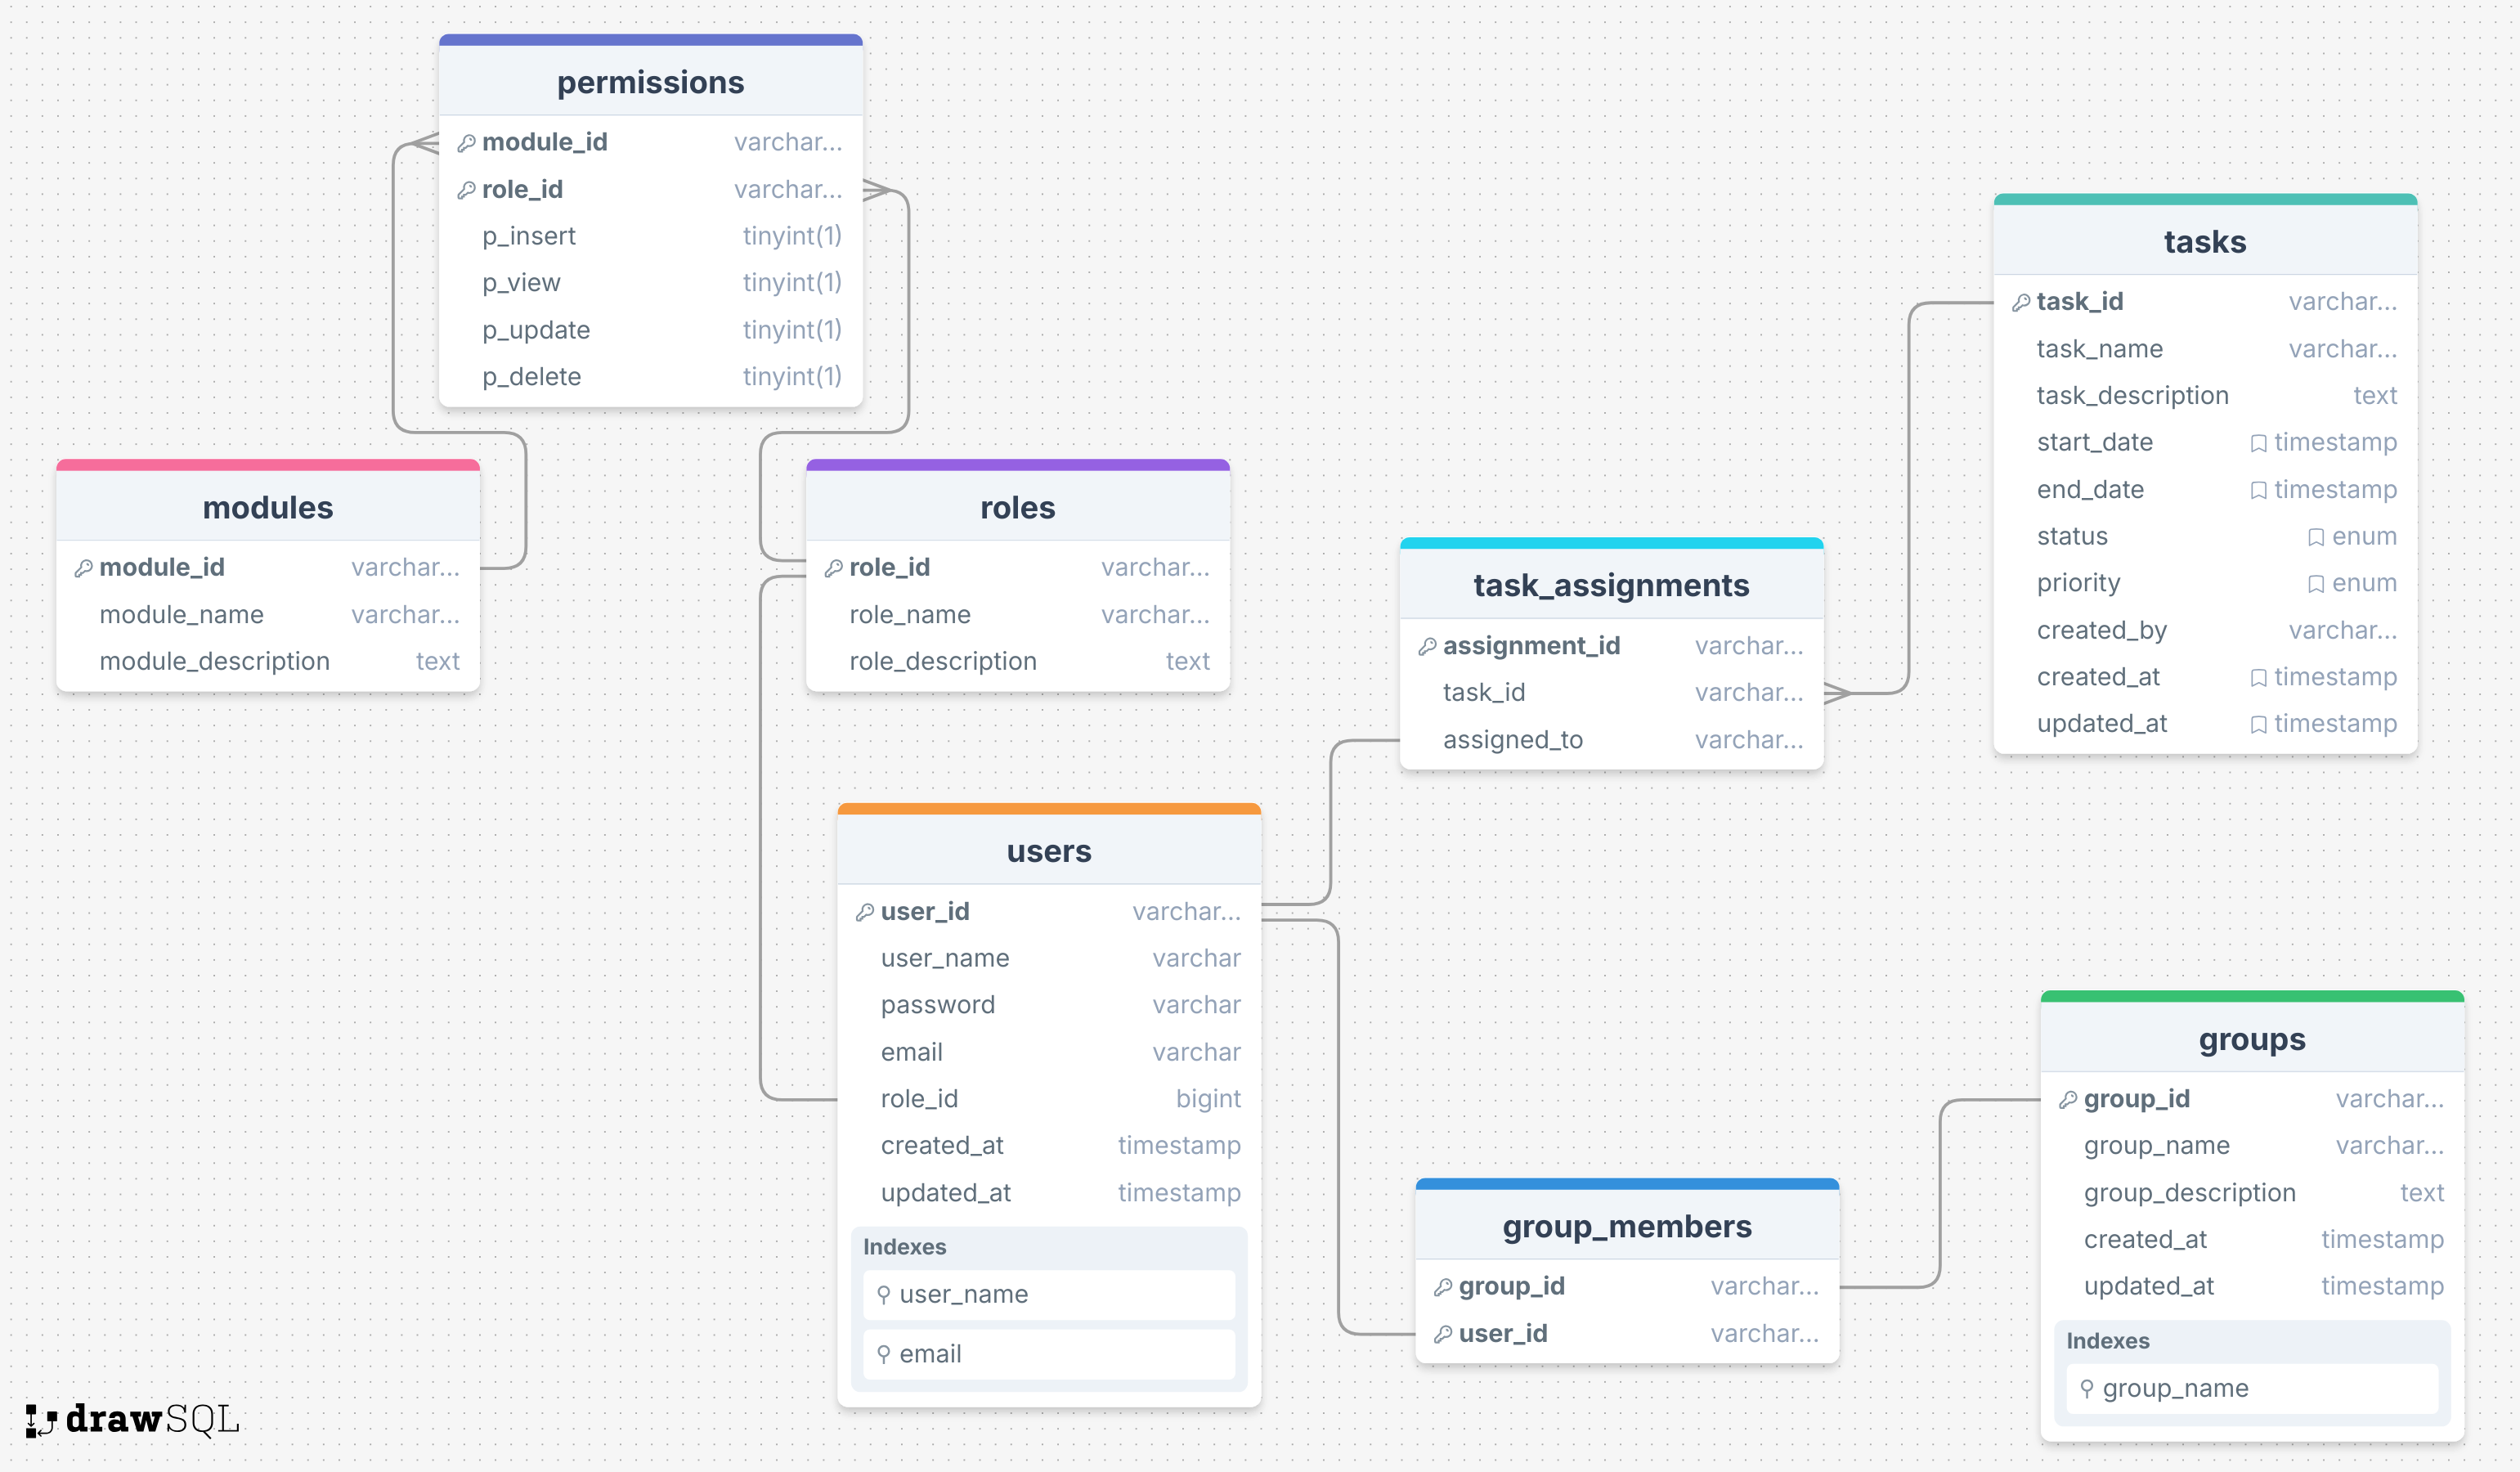 permissions
module_id varchar...
role_id varchar...
p_insert tinyint(1)
p_view tinyint(1)
p_update tinyint(1)
p_delete tinyint(1)
modules
module_id varchar...
module_name varchar...
module_description text
roles
role_id varchar...
role_name varchar...
role_description text
tasks
task_id varchar...
task_name varchar...
task_description text
start_date timestamp
end_date timestamp
status enum
priority enum
created_by varchar...
created_at timestamp
updated_at timestamp
task_assignments
assignment_id varchar...
task_id varchar...
assigned_to varchar...
users
user_id varchar...
user_name varchar
password varchar
email varchar
role_id bigint
created_at timestamp
updated_at timestamp
Indexes
user_name
email
group_members
group_id varchar...
user_id varchar...
groups
group_id varchar...
group_name varchar...
group_description text
created_at timestamp
updated_at timestamp
Indexes
group_name
drawSQL